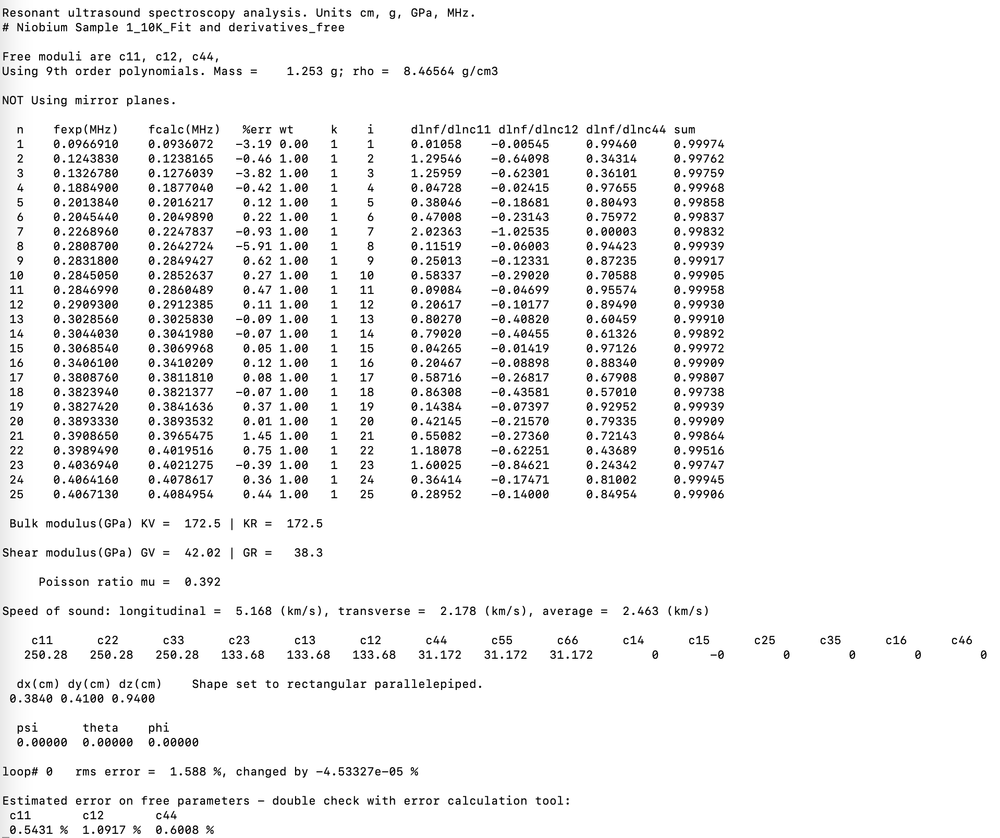 Resonant ultrasound spectroscopy analysis. Units cm, g, GPa, MHz.
# Niobium Sample 1_10K_Fit and derivatives_free
Free moduli are c11, c12, c44,
Using 9th order polynomials. Mass =    1.253 g; rho =  8.46564 g/cm3
NOT Using mirror planes.
n    fexp(MHz)    fcalc(MHz)   %err wt     k    i     dlnf/dlnc11 dlnf/dlnc12 dlnf/dlnc44 sum
1    0.0966910    0.0936072   −3.19 0.00   1    1     0.01058    −0.00545     0.99460     0.99974
2    0.1243830    0.1238165   −0.46 1.00   1    2     1.29546    −0.64098     0.34314     0.99762
3    0.1326780    0.1276039   −3.82 1.00   1    3     1.25959    −0.62301     0.36101     0.99759
4    0.1884900    0.1877040   −0.42 1.00   1    4     0.04728    −0.02415     0.97655     0.99968
5    0.2013840    0.2016217    0.12 1.00   1    5     0.38046    −0.18681     0.80493     0.99858
6    0.2045440    0.2049890    0.22 1.00   1    6     0.47008    −0.23143     0.75972     0.99837
7    0.2268960    0.2247837   −0.93 1.00   1    7     2.02363    −1.02535     0.00003     0.99832
8    0.2808700    0.2642724   −5.91 1.00   1    8     0.11519    −0.06003     0.94423     0.99939
9    0.2831800    0.2849427    0.62 1.00   1    9     0.25013    −0.12331     0.87235     0.99917
10    0.2845050    0.2852637    0.27 1.00   1   10     0.58337    −0.29020     0.70588     0.99905
11    0.2846990    0.2860489    0.47 1.00   1   11     0.09084    −0.04699     0.95574     0.99958
12    0.2909300    0.2912385    0.11 1.00   1   12     0.20617    −0.10177     0.89490     0.99930
13    0.3028560    0.3025830   −0.09 1.00   1   13     0.80270    −0.40820     0.60459     0.99910
14    0.3044030    0.3041980   −0.07 1.00   1   14     0.79020    −0.40455     0.61326     0.99892
15    0.3068540    0.3069968    0.05 1.00   1   15     0.04265    −0.01419     0.97126     0.99972
16    0.3406100    0.3410209    0.12 1.00   1   16     0.20467    −0.08898     0.88340     0.99909
17    0.3808760    0.3811810    0.08 1.00   1   17     0.58716    −0.26817     0.67908     0.99807
18    0.3823940    0.3821377   −0.07 1.00   1   18     0.86308    −0.43581     0.57010     0.99738
19    0.3827420    0.3841636    0.37 1.00   1   19     0.14384    −0.07397     0.92952     0.99939
20    0.3893330    0.3893532    0.01 1.00   1   20     0.42145    −0.21570     0.79335     0.99909
21    0.3908650    0.3965475    1.45 1.00   1   21     0.55082    −0.27360     0.72143     0.99864
22    0.3989490    0.4019516    0.75 1.00   1   22     1.18078    −0.62251     0.43689     0.99516
23    0.4036940    0.4021275   −0.39 1.00   1   23     1.60025    −0.84621     0.24342     0.99747
24    0.4064160    0.4078617    0.36 1.00   1   24     0.36414    −0.17471     0.81002     0.99945
25    0.4067130    0.4084954    0.44 1.00   1   25     0.28952    −0.14000     0.84954     0.99906
Bulk modulus(GPa) KV =  172.5 | KR =  172.5
Shear modulus(GPa) GV =  42.02 | GR =   38.3
Poisson ratio mu =  0.392
Speed of sound: longitudinal =  5.168 (km/s), transverse =  2.178 (km/s), average =  2.463 (km/s)
c11      c22      c33      c23      c13      c12      c44      c55      c66      c14      c15      c25      c35      c16      c46
250.28   250.28   250.28   133.68   133.68   133.68   31.172   31.172   31.172        0       −0        0        0        0        0
dx(cm) dy(cm) dz(cm)    Shape set to rectangular parallelepiped.
0.3840 0.4100 0.9400
psi      theta    phi
0.00000  0.00000  0.00000
loop# 0   rms error =  1.588 %, changed by −4.53327e−05 %
Estimated error on free parameters − double check with error calculation tool:
c11       c12       c44
0.5431 %  1.0917 %  0.6008 %